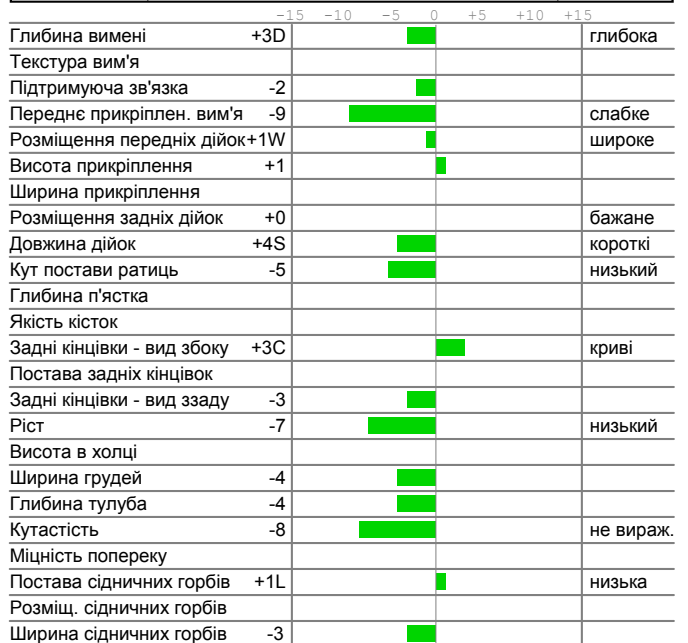 -15 -10 -5 0 +5 +10 +15
Глибина вимені +3D глибока
Текстура вим'я
Підтримуюча зв'язка -2
Переднє прикріплен. вим'я -9 слабке
Розміщення передніх дійок+1W широке
Висота прикріплення +1
Ширина прикріплення
Розміщення задніх дійок +0 бажане
Довжина дійок +4S короткі
Кут постави ратиць -5 низький
Глибина п'ястка
Якість кісток
Задні кінцівки - вид збоку +3C криві
Постава задніх кінцівок
Задні кінцівки - вид ззаду -3
Ріст -7 низький
Висота в холці
Ширина грудей -4
Глибина тулуба -4
Кутастість -8 не вираж.
Міцність попереку
Постава сідничних горбів +1L низька
Розміщ. сідничних горбів
Ширина сідничних горбів -3